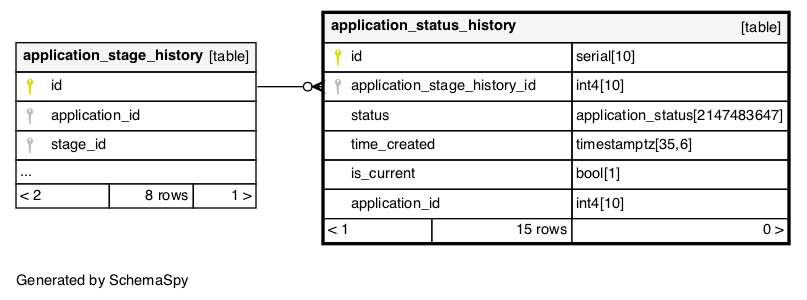 application_stage_history [table]
id
application_id
stage_id
...
< 2 8 rows 1 >
application_status_history [table]
id serial[10]
application_stage_history_id int4[10]
status application_status[2147483647]
time_created timestamptz[35,6]
is_current bool[1]
application_id int4[10]
< 1 15 rows 0 >
Generated by SchemaSpy